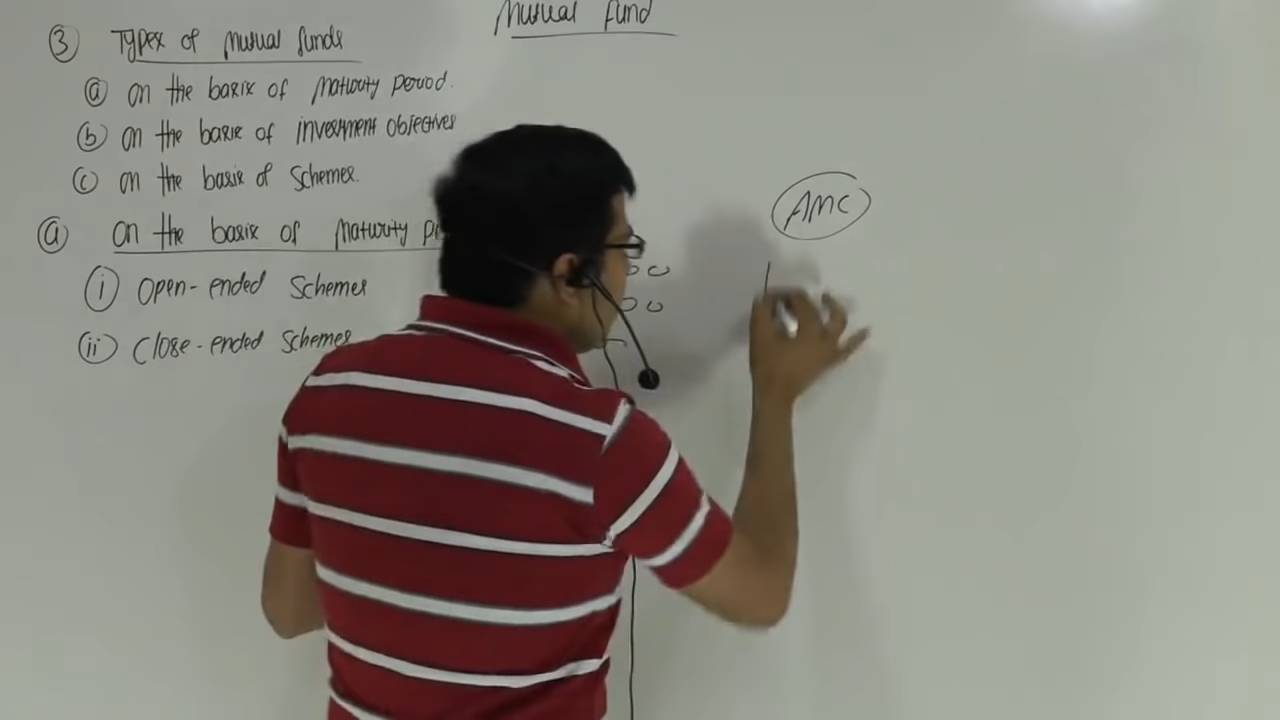 Mutual Fund
③ Types of Mutual funds
ⓐ on the basis of Maturity period.
ⓑ on the basis of investment objectives
ⓒ on the basis of Schemes.
ⓐ on the basis of Maturity
ⓘ Open-ended Schemes
(ii) Close-ended Schemes
AMC